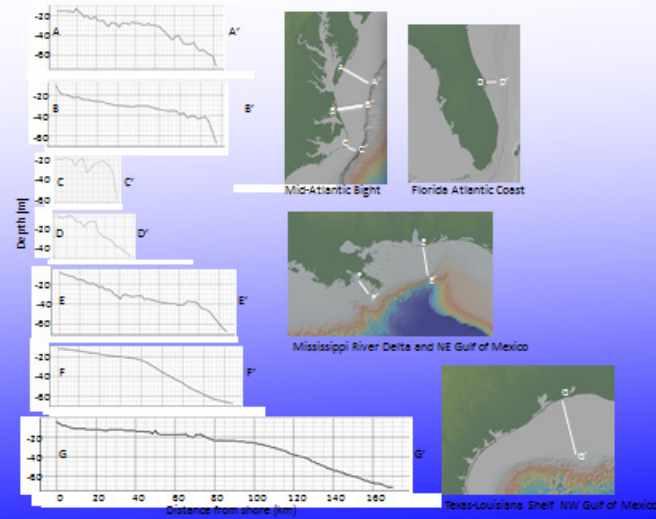 -20
-40
-60
A
A'
-20
-40
-60
B
B'
-20
-40
-60
C
C'
-20
-40
D
D'
-20
-40
-60
E
E'
-20
-40
-60
F
F'
-20
-40
-60
G
G'
Depth [m]
0 20 40 60 80 100 120 140 160
Distance from shore (km)
A
A'
B
B'
C
C'
Mid-Atlantic Bight
D D'
Florida Atlantic Coast
E
E'
F
F'
Mississippi River Delta and NE Gulf of Mexico
G
G'
Texas-Louisiana Shelf NW Gulf of Mexico